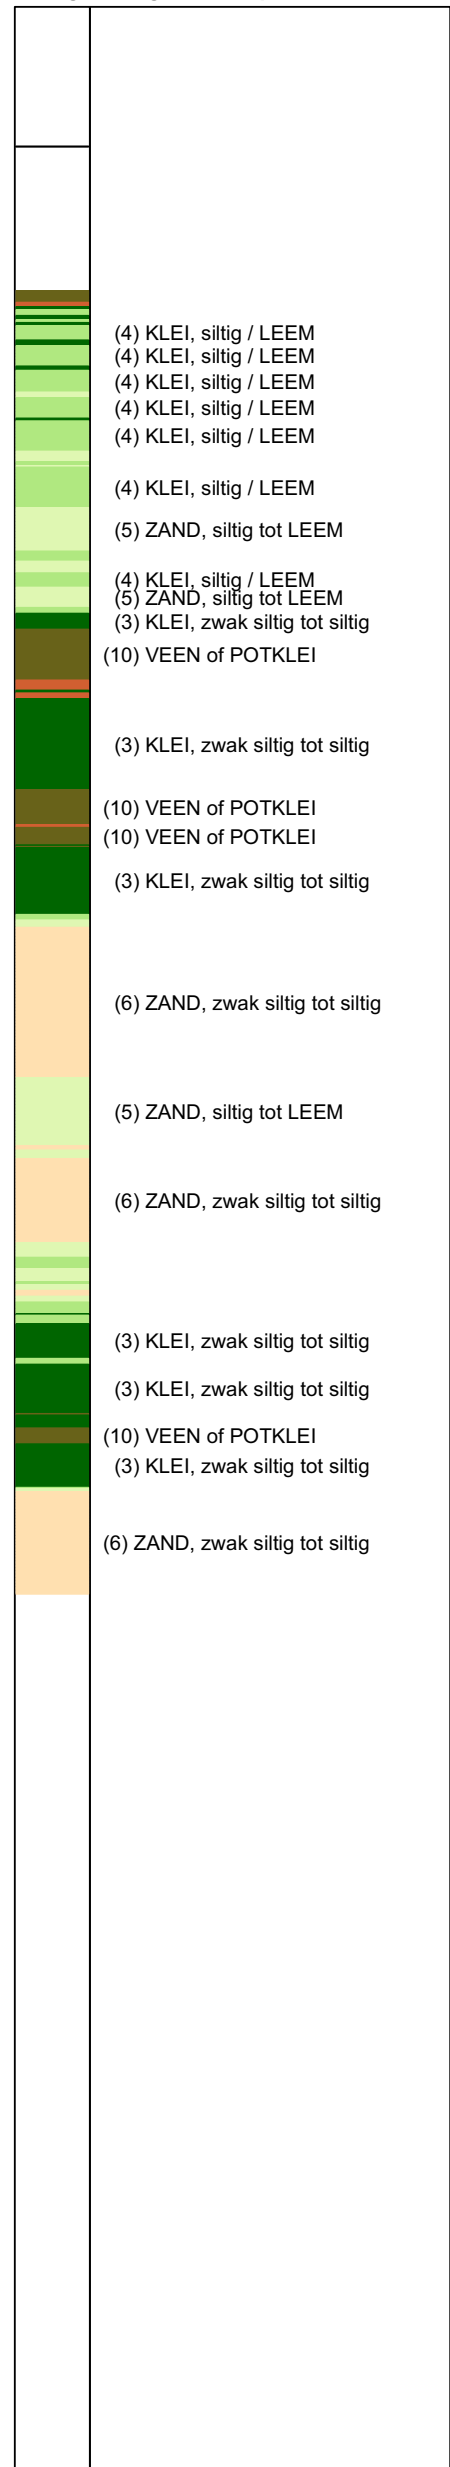 (4) KLEI, siltig / LEEM
(4) KLEI, siltig / LEEM
(4) KLEI, siltig / LEEM
(4) KLEI, siltig / LEEM
(4) KLEI, siltig / LEEM
(4) KLEI, siltig / LEEM
(5) ZAND, siltig tot LEEM
(4) KLEI, siltig / LEEM
(5) ZAND, siltig tot LEEM
(3) KLEI, zwak siltig tot siltig
(10) VEEN of POTKLEI
(3) KLEI, zwak siltig tot siltig
(10) VEEN of POTKLEI
(10) VEEN of POTKLEI
(3) KLEI, zwak siltig tot siltig
(6) ZAND, zwak siltig tot siltig
(5) ZAND, siltig tot LEEM
(6) ZAND, zwak siltig tot siltig
(3) KLEI, zwak siltig tot siltig
(3) KLEI, zwak siltig tot siltig
(10) VEEN of POTKLEI
(3) KLEI, zwak siltig tot siltig
(6) ZAND, zwak siltig tot siltig